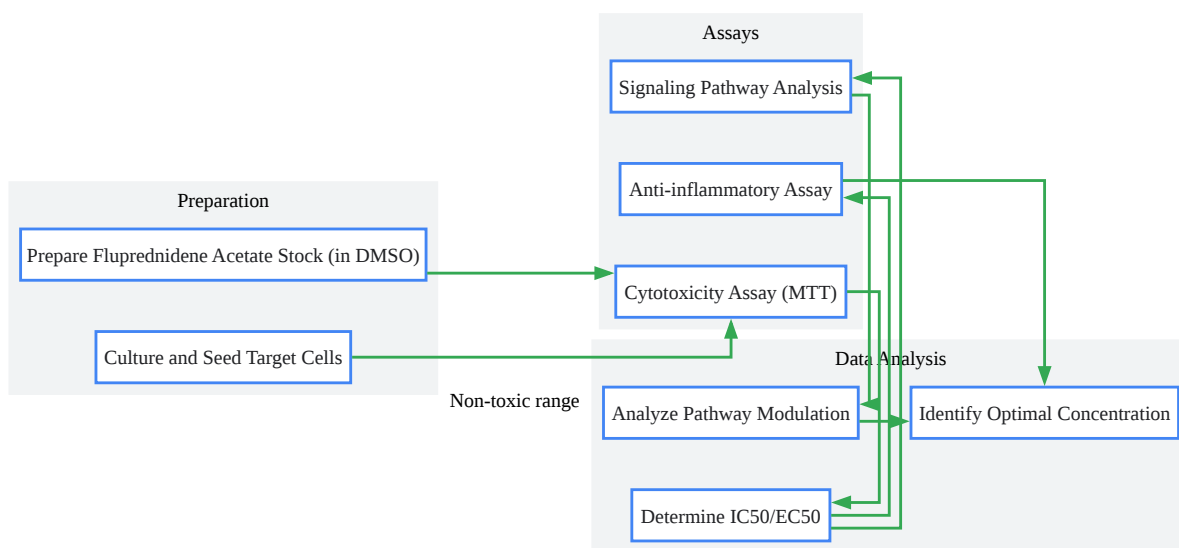 Assays
Signaling Pathway Analysis
Anti-inflammatory Assay
Preparation
Prepare Fluprednidene Acetate Stock (in DMSO)
Cytotoxicity Assay (MTT)
Culture and Seed Target Cells
Data Analysis
Non-toxic range
Analyze Pathway Modulation
Identify Optimal Concentration
Determine IC50/EC50